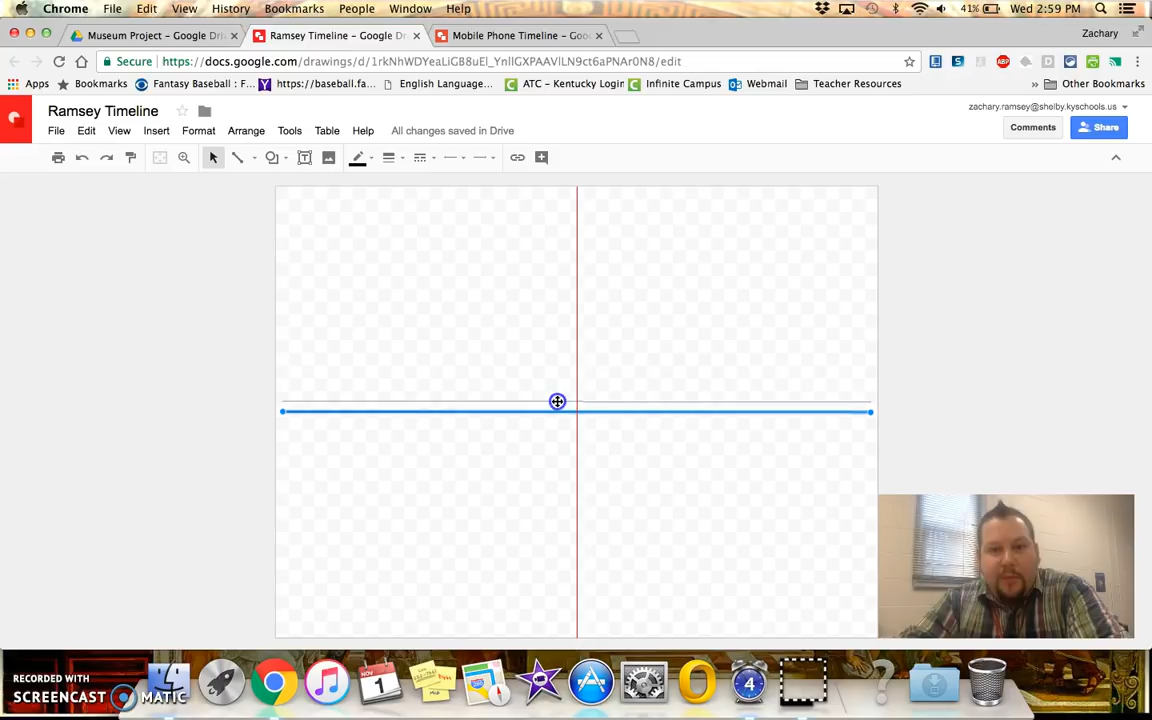 Chrome File Edit View History Bookmarks People Window Help 41% Wed 2:59 PM
Museum Project – Google Dri Ramsey Timeline – Google Dr Mobile Phone Timeline – Goo Zachary
Secure https://docs.google.com/drawings/d/1rkNhWDYeaLiGB8uEl_YnllGXPAAVlLN9ct6aPNAr0N8/edit
Apps Bookmarks Fantasy Baseball : F... https://baseball.fa... English Language... ATC – Kentucky Login Infinite Campus Webmail Teacher Resources » Other Bookmarks
Ramsey Timeline
zachary.ramsey@shelby.kyschools.us
File Edit View Insert Format Arrange Tools Table Help All changes saved in Drive
Comments Share
RECORDED WITH
SCREENCAST MATIC
1
4